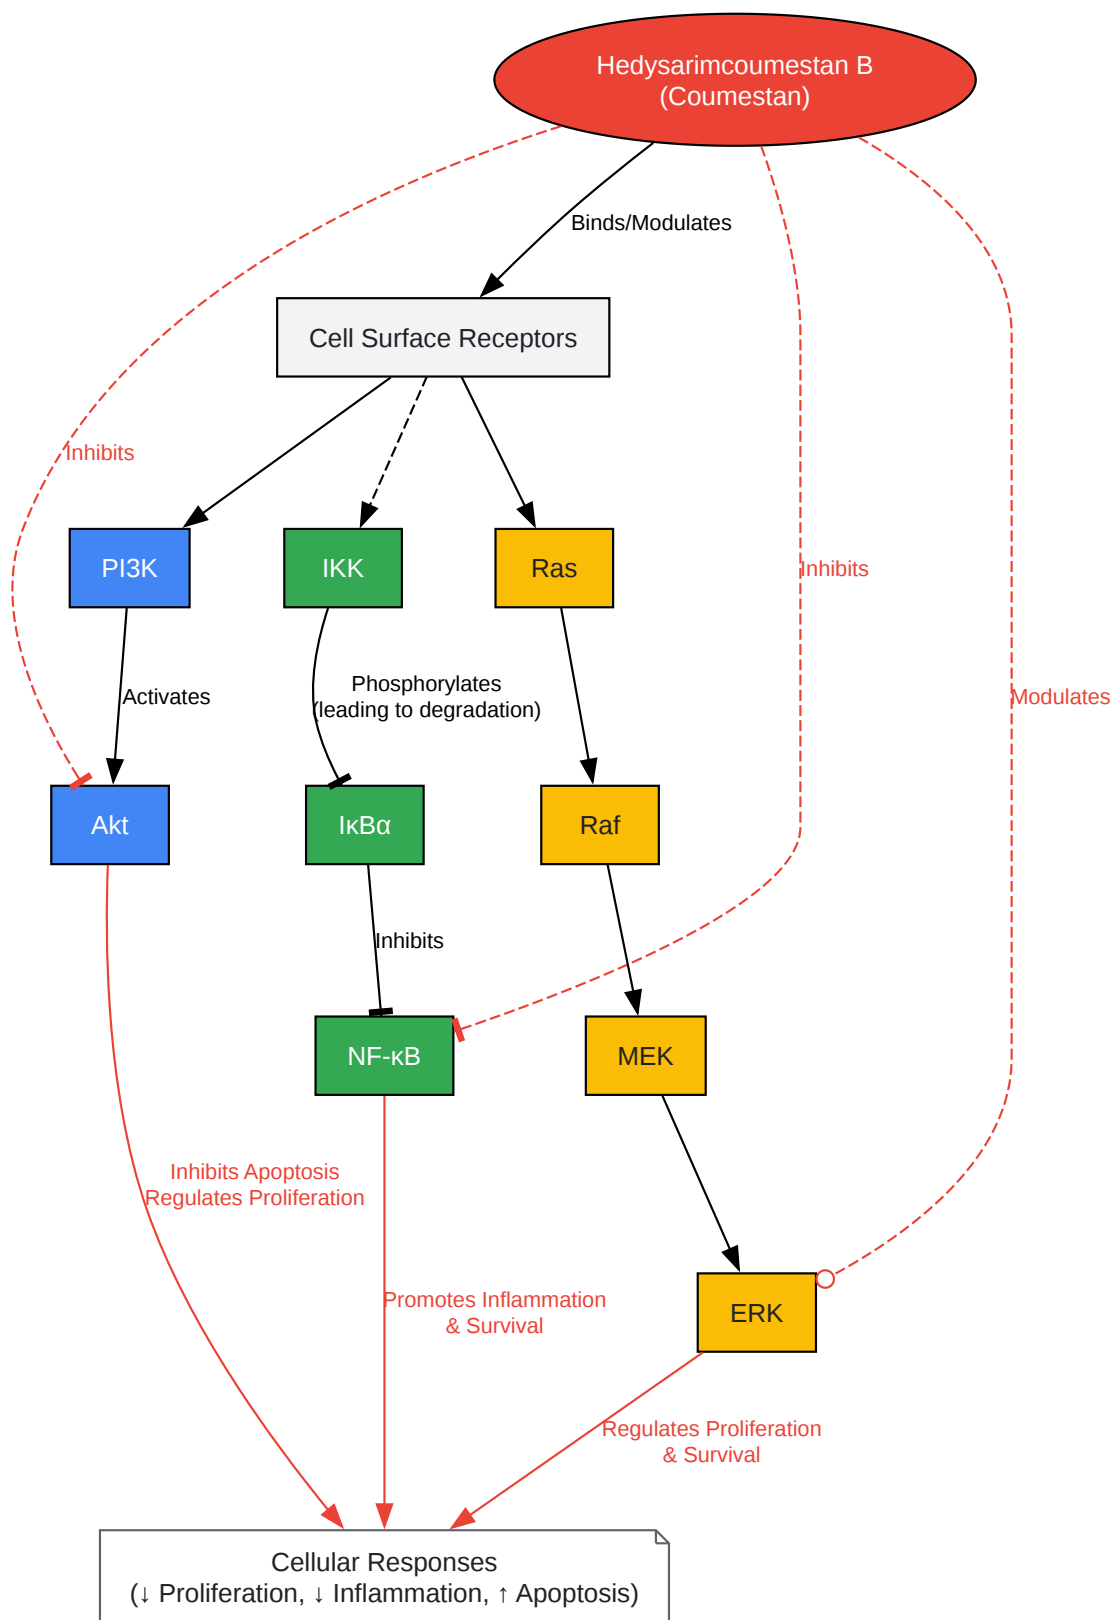 Hedysarimcoumestan B
(Coumestan)
Binds/Modulates
Cell Surface Receptors
Inhibits
PI3K
IKK
Ras
Inhibits
Activates
Phosphorylates
(leading to degradation)
Modulates
Akt
IκBα
Raf
Inhibits
NF-κB
MEK
Inhibits Apoptosis
Regulates Proliferation
Promotes Inflammation
& Survival
ERK
Regulates Proliferation
& Survival
Cellular Responses
(↓ Proliferation, ↓ Inflammation, ↑ Apoptosis)